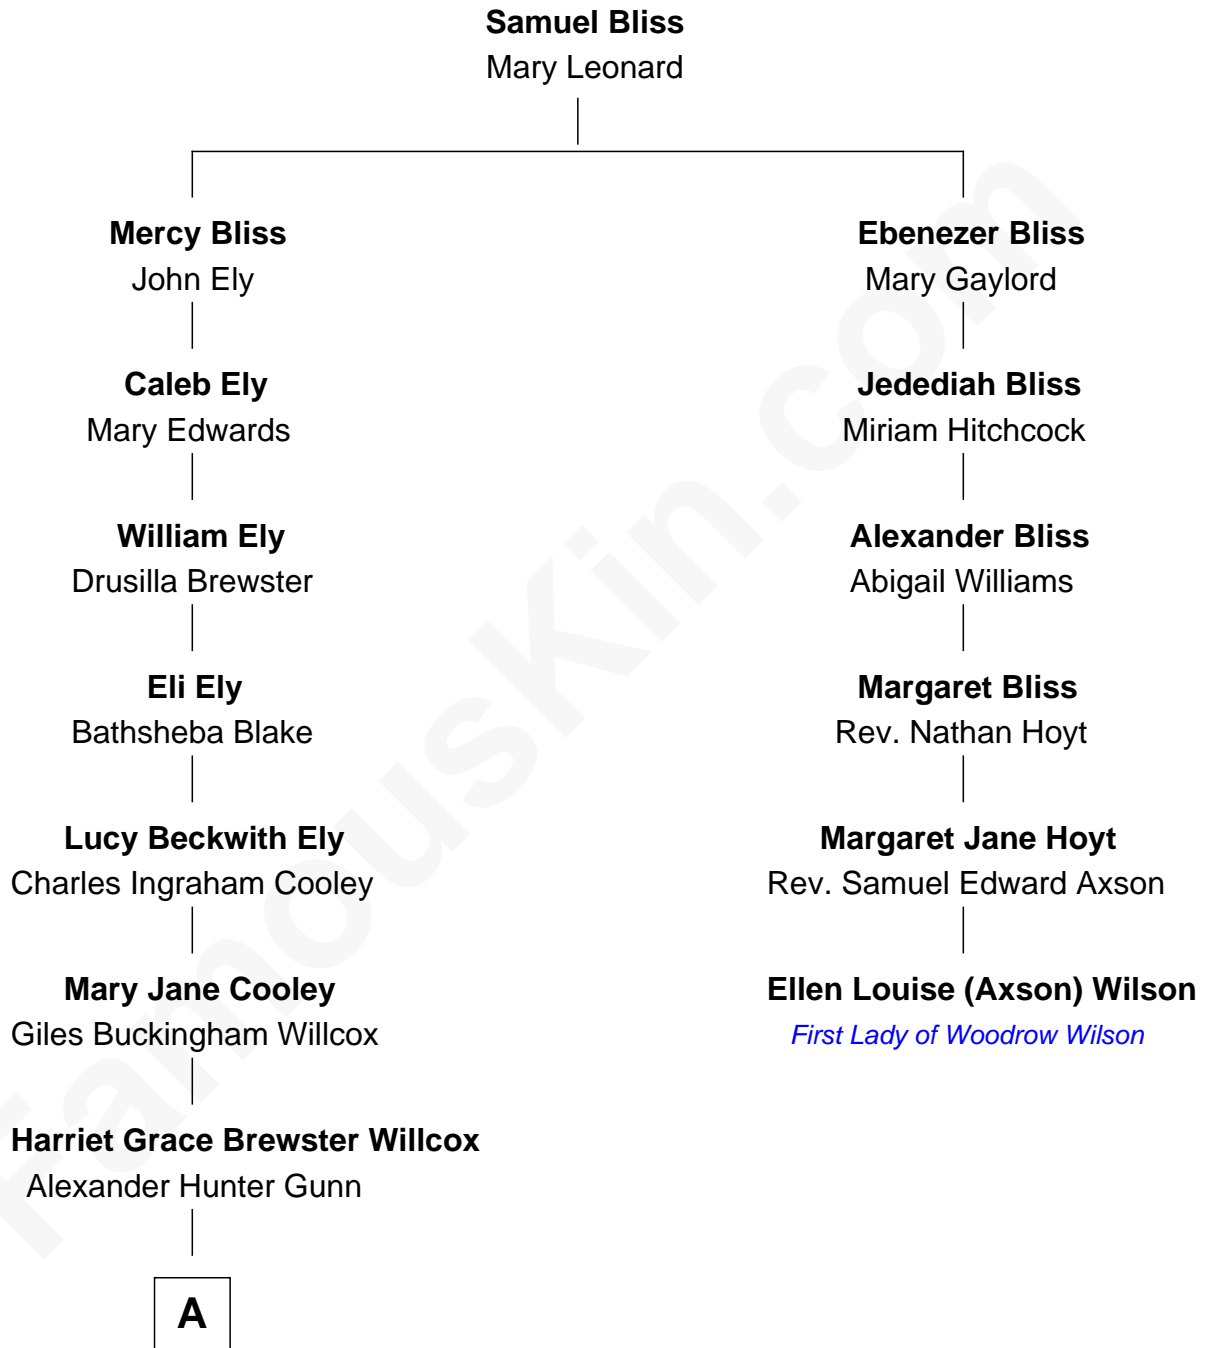 Samuel Bliss
Mary Leonard
Mercy Bliss
John Ely
Ebenezer Bliss
Mary Gaylord
Caleb Ely
Mary Edwards
Jedediah Bliss
Miriam Hitchcock
William Ely
Drusilla Brewster
Alexander Bliss
Abigail Williams
Eli Ely
Bathsheba Blake
Margaret Bliss
Rev. Nathan Hoyt
Lucy Beckwith Ely
Charles Ingraham Cooley
Margaret Jane Hoyt
Rev. Samuel Edward Axson
Mary Jane Cooley
Giles Buckingham Willcox
Ellen Louise (Axson) Wilson
First Lady of Woodrow Wilson
Harriet Grace Brewster Willcox
Alexander Hunter Gunn
A
FamousKin.com